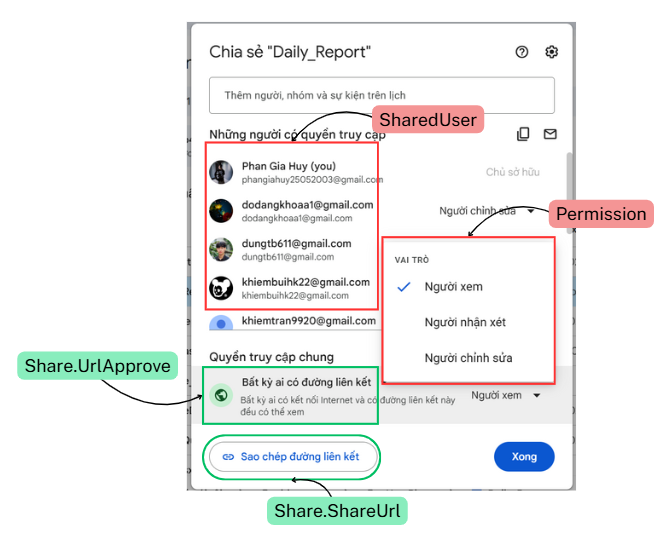 Chia sẻ "Daily_Report"
Thêm người, nhóm và sự kiện trên lịch
SharedUser
Những người có quyền truy cập
Phan Gia Huy (you)
phangiahuy25052003@gmail.com
Chủ sở hữu
dodangkhoaa1@gmail.com
dodangkhoaa1@gmail.com
Người chỉnh sửa
Permission
dungtb611@gmail.com
dungtb611@gmail.com
VAI TRÒ
khiembuihk22@gmail.com
khiembuihk22@gmail.com
Người xem
khiemtran9920@gmail.com
Người nhận xét
Quyền truy cập chung
Người chỉnh sửa
Share.UrlApprove
Bất kỳ ai có đường liên kết
Bất kỳ ai có kết nối Internet và có đường liên kết này
đều có thể xem
Người xem
Sao chép đường liên kết
Xong
Share.ShareUrl